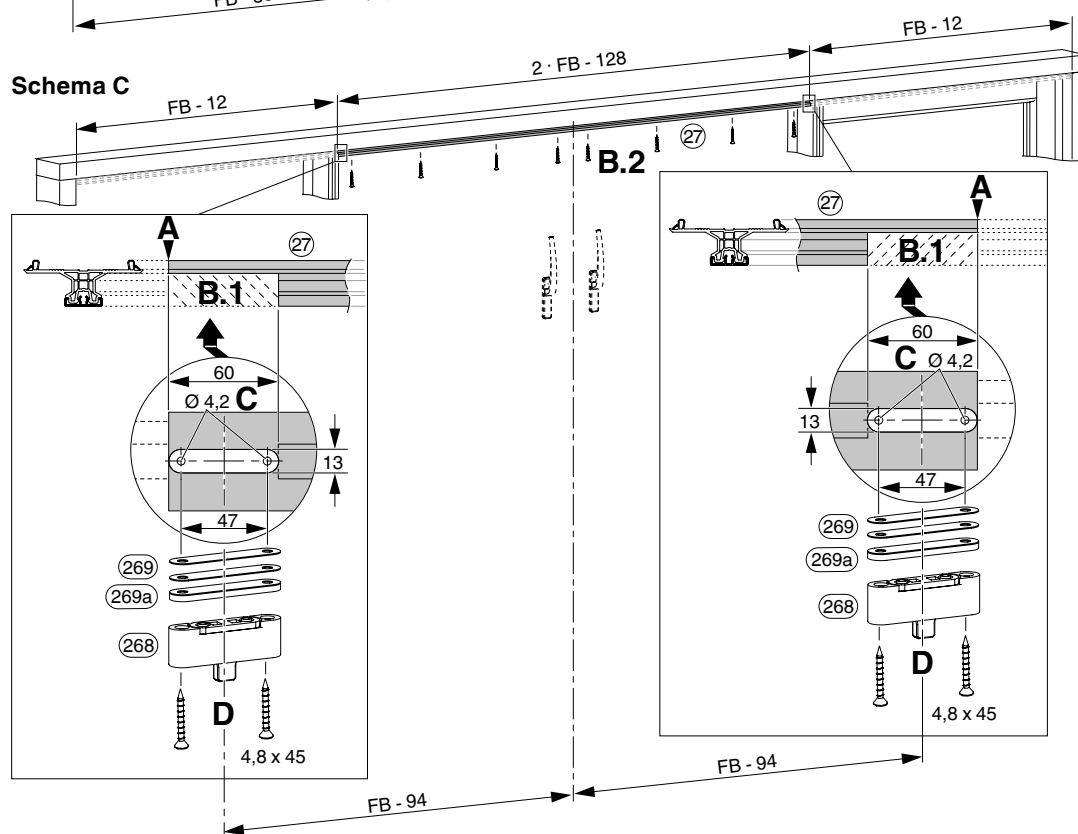 FB - 12
2 · FB - 128
Schema C
FB - 12
27
B.2
A
27
B.1
60
Ø 4,2
C
13
47
269
269a
268
D
4,8 x 45
27
A
B.1
60
C
Ø 4,2
13
47
269
269a
268
D
4,8 x 45
FB - 94
FB - 94